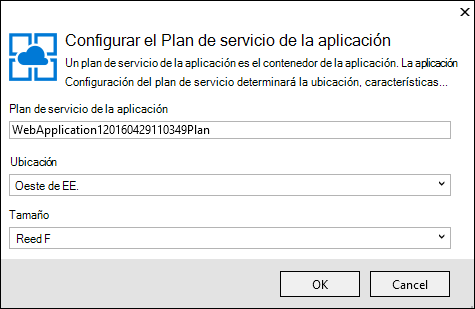 Configurar el Plan de servicio de la aplicación
Un plan de servicio de la aplicación es el contenedor de la aplicación. La aplicación
Configuración del plan de servicio determinará la ubicación, características...
Plan de servicio de la aplicación
WebApplication120160429110349Plan
Ubicación
Oeste de EE.
Tamaño
Reed F
OK Cancel